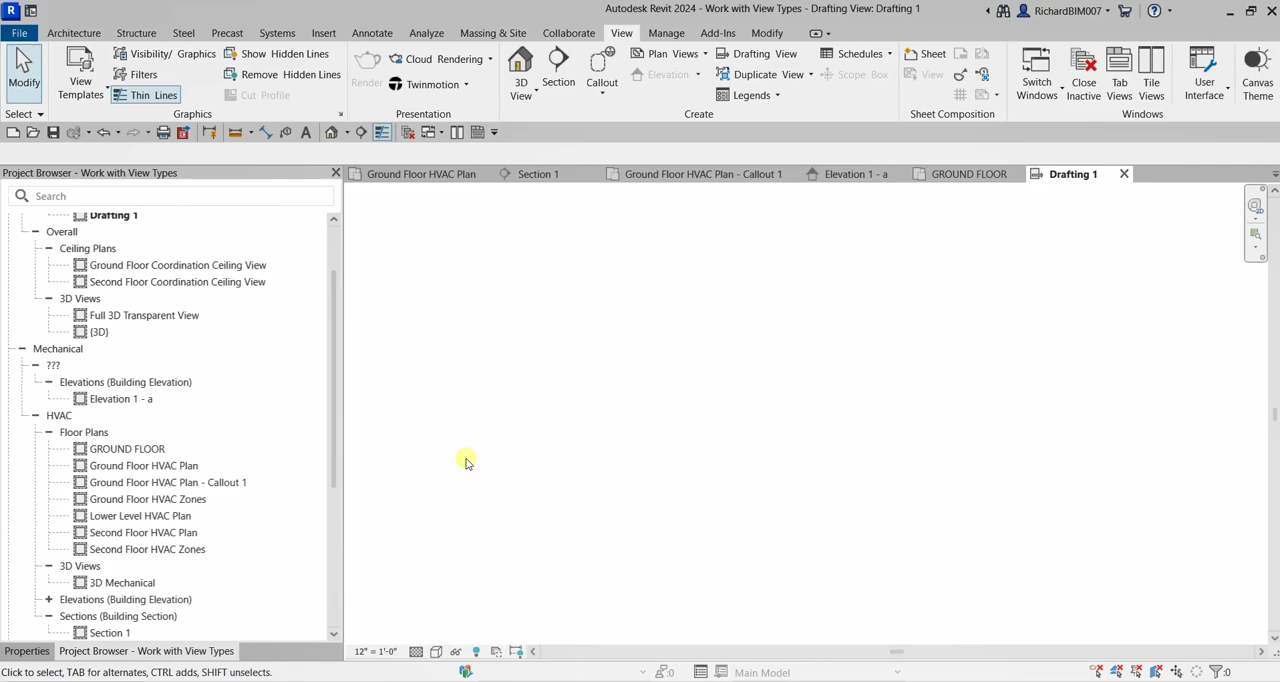 Autodesk Revit 2024 - Work with View Types - Drafting View: Drafting 1
RichardBIM007
File Architecture Structure Steel Precast Systems Insert Annotate Analyze Massing & Site Collaborate View Manage Add-Ins Modify
Modify
View Templates
Visibility/ Graphics
Filters
Thin Lines
Show Hidden Lines
Remove Hidden Lines
Cut Profile
Render
Cloud Rendering
Twinmotion
3D View
Section
Callout
Plan Views
Elevation
Drafting View
Duplicate View
Legends
Schedules
Scope Box
Sheet
View
Switch Windows
Close Inactive
Tab Views
Tile Views
User Interface
Canvas Theme
Select Graphics Presentation Create Sheet Composition Windows
Project Browser - Work with View Types
Ground Floor HVAC Plan Section 1 Ground Floor HVAC Plan - Callout 1 Elevation 1 - a GROUND FLOOR Drafting 1
Search
Drafting 1
Overall
Ceiling Plans
Ground Floor Coordination Ceiling View
Second Floor Coordination Ceiling View
3D Views
Full 3D Transparent View
{3D}
Mechanical
???
Elevations (Building Elevation)
Elevation 1 - a
HVAC
Floor Plans
GROUND FLOOR
Ground Floor HVAC Plan
Ground Floor HVAC Plan - Callout 1
Ground Floor HVAC Zones
Lower Level HVAC Plan
Second Floor HVAC Plan
Second Floor HVAC Zones
3D Views
3D Mechanical
Elevations (Building Elevation)
Sections (Building Section)
Section 1
Properties Project Browser - Work with View Types
12" = 1'-0"
Click to select, TAB for alternates, CTRL adds, SHIFT unselects.
:0
Main Model
:0